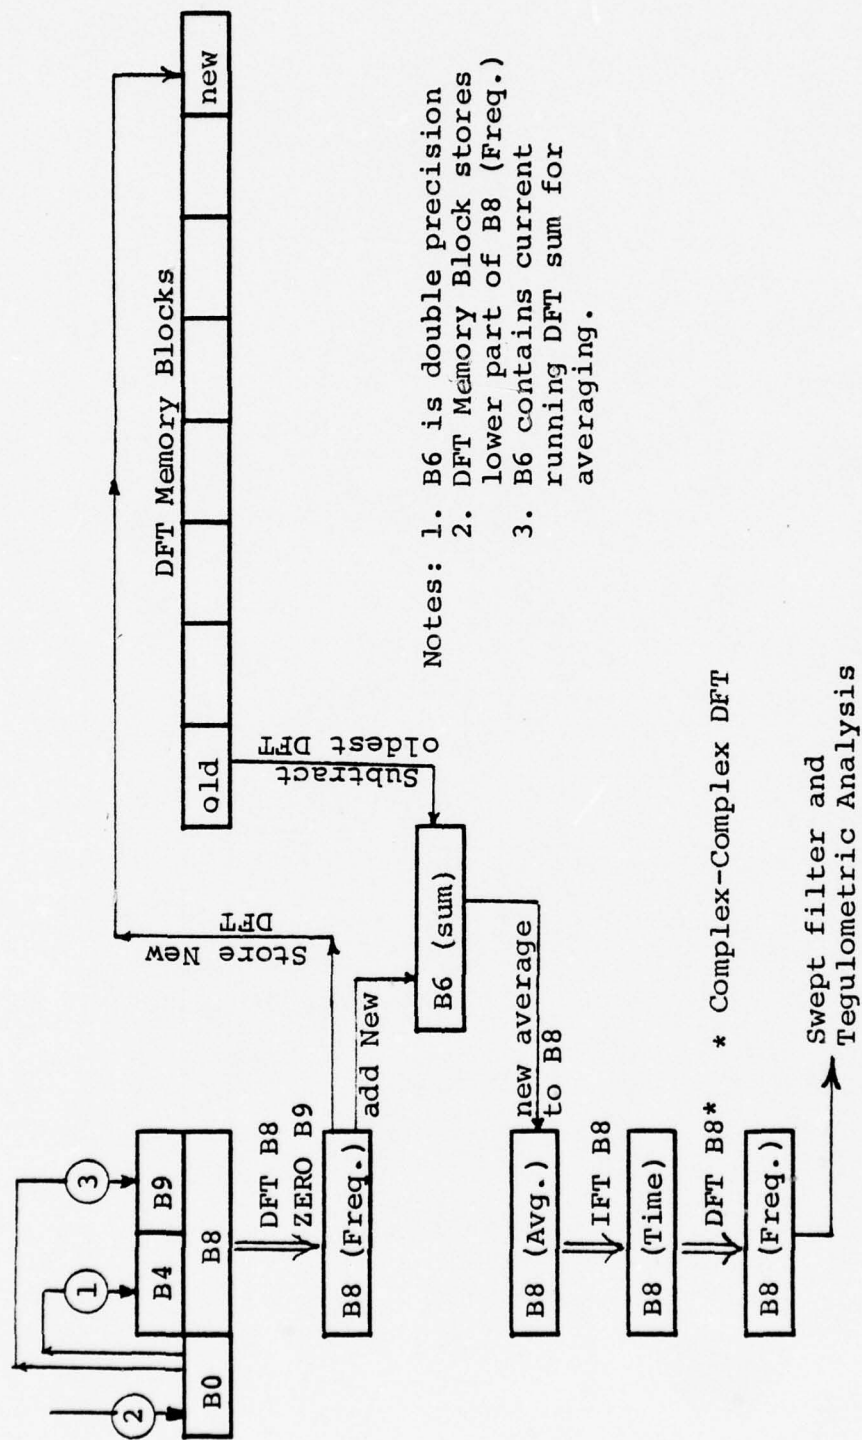 2
1
3
B0
B4
B9
B8
DFT B8
ZERO B9
B8 (Freq.)
Store New
DFT
add New
DFT Memory Blocks
old
new
Subtract
oldest DFT
B6 (sum)
new average
to B8
B8 (Avg.)
IFT B8
B8 (Time)
DFT B8*
* Complex-Complex DFT
B8 (Freq.)
Swept filter and
Tegulometric Analysis
Notes: 1. B6 is double precision
2. DFT Memory Block stores
lower part of B8 (Freq.)
3. B6 contains current
running DFT sum for
averaging.